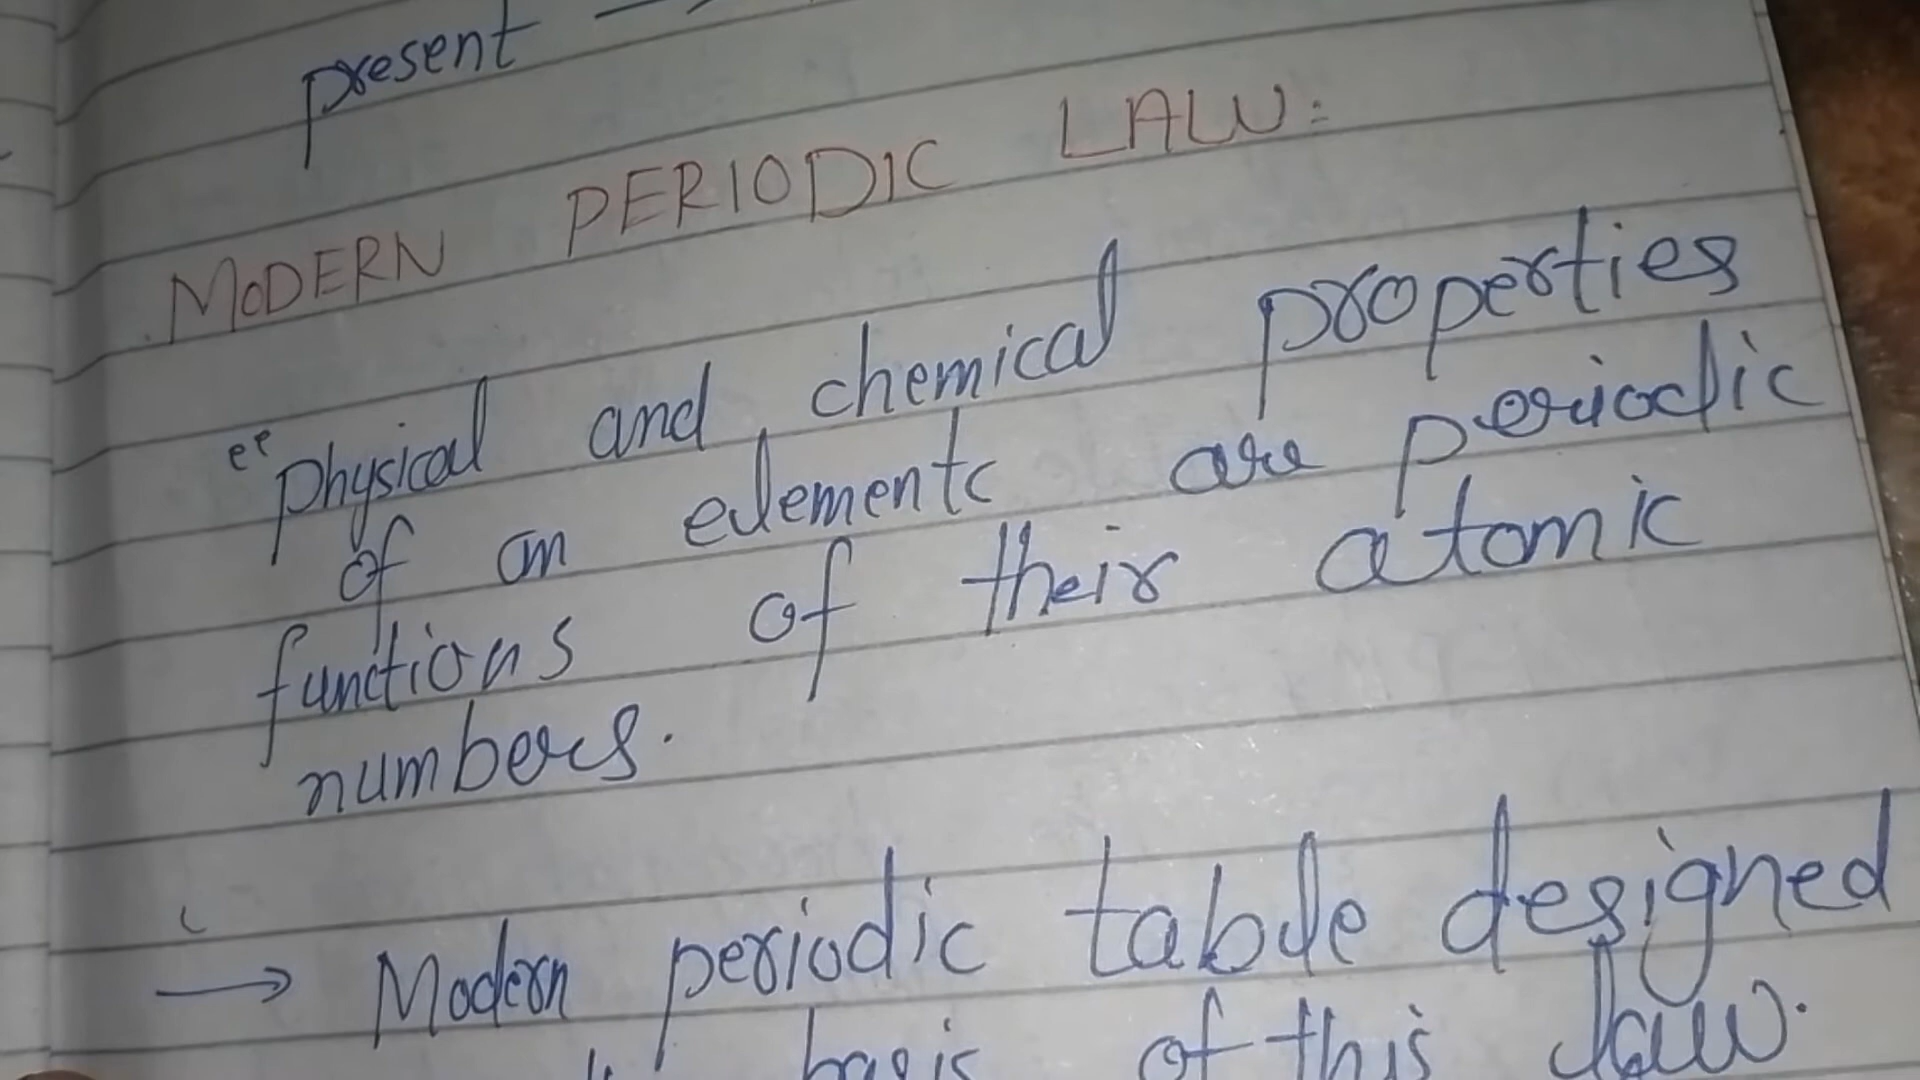 present →
MODERN PERIODIC LAW:
"Physical and chemical properties
of an elements are periodic
functions of their atomic
numbers.
→ Modern periodic table designed
basis of this law.